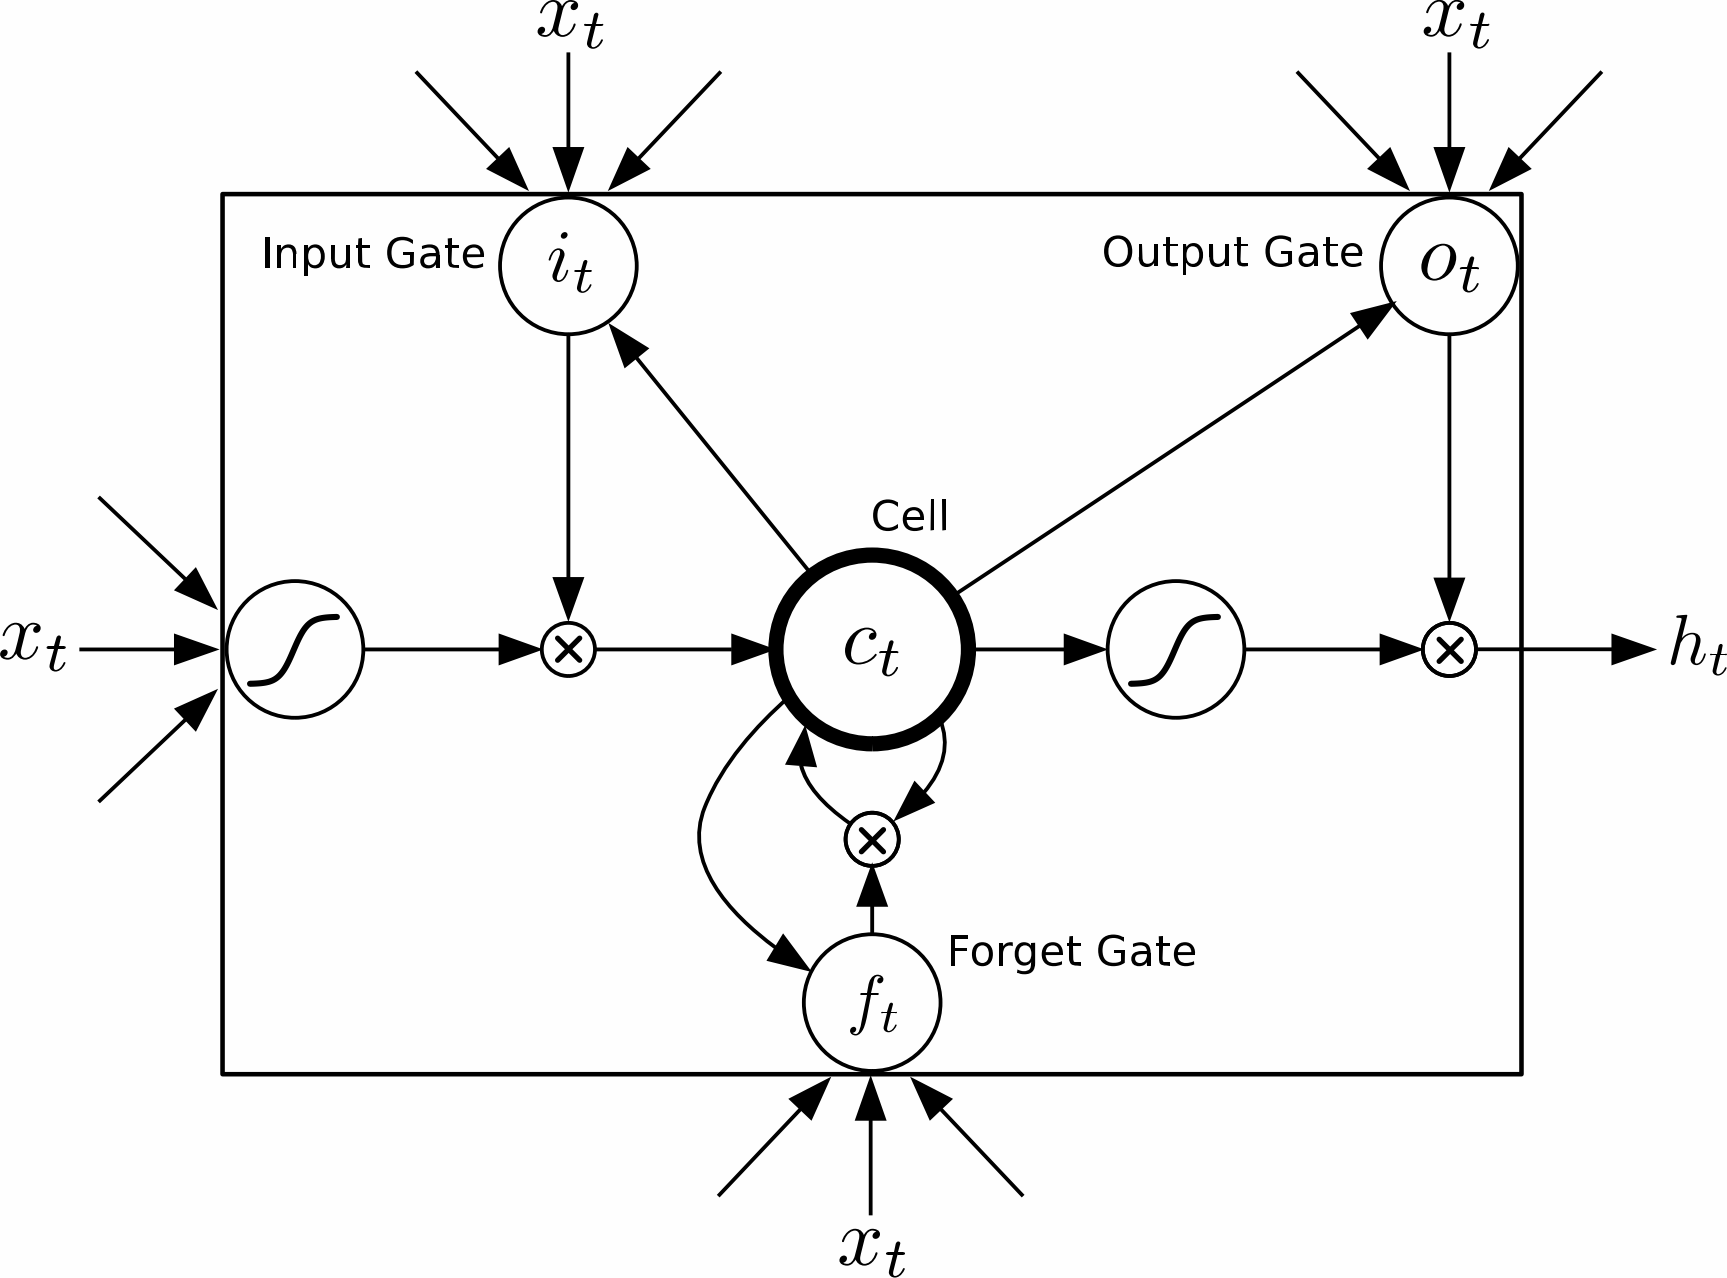 x_t x_t
Input Gate i_t Output Gate o_t
Cell
x_t c_t h_t
Forget Gate
f_t
x_t